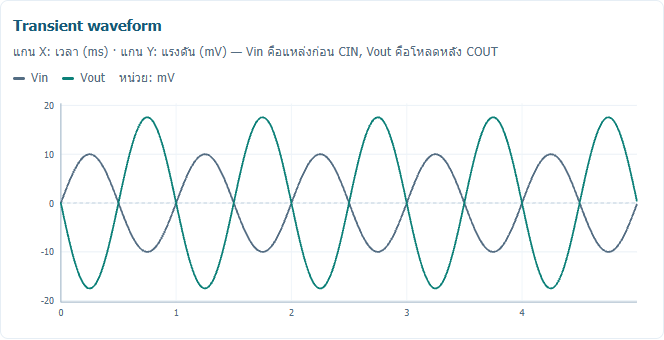 Transient waveform
แกน X: เวลา (ms) · แกน Y: แรงดัน (mV) — Vin คือแหล่งก่อน CIN, Vout คือโหลดหลัง COUT
Vin Vout หน่วย: mV
20
10
0
-10
-20
0 1 2 3 4